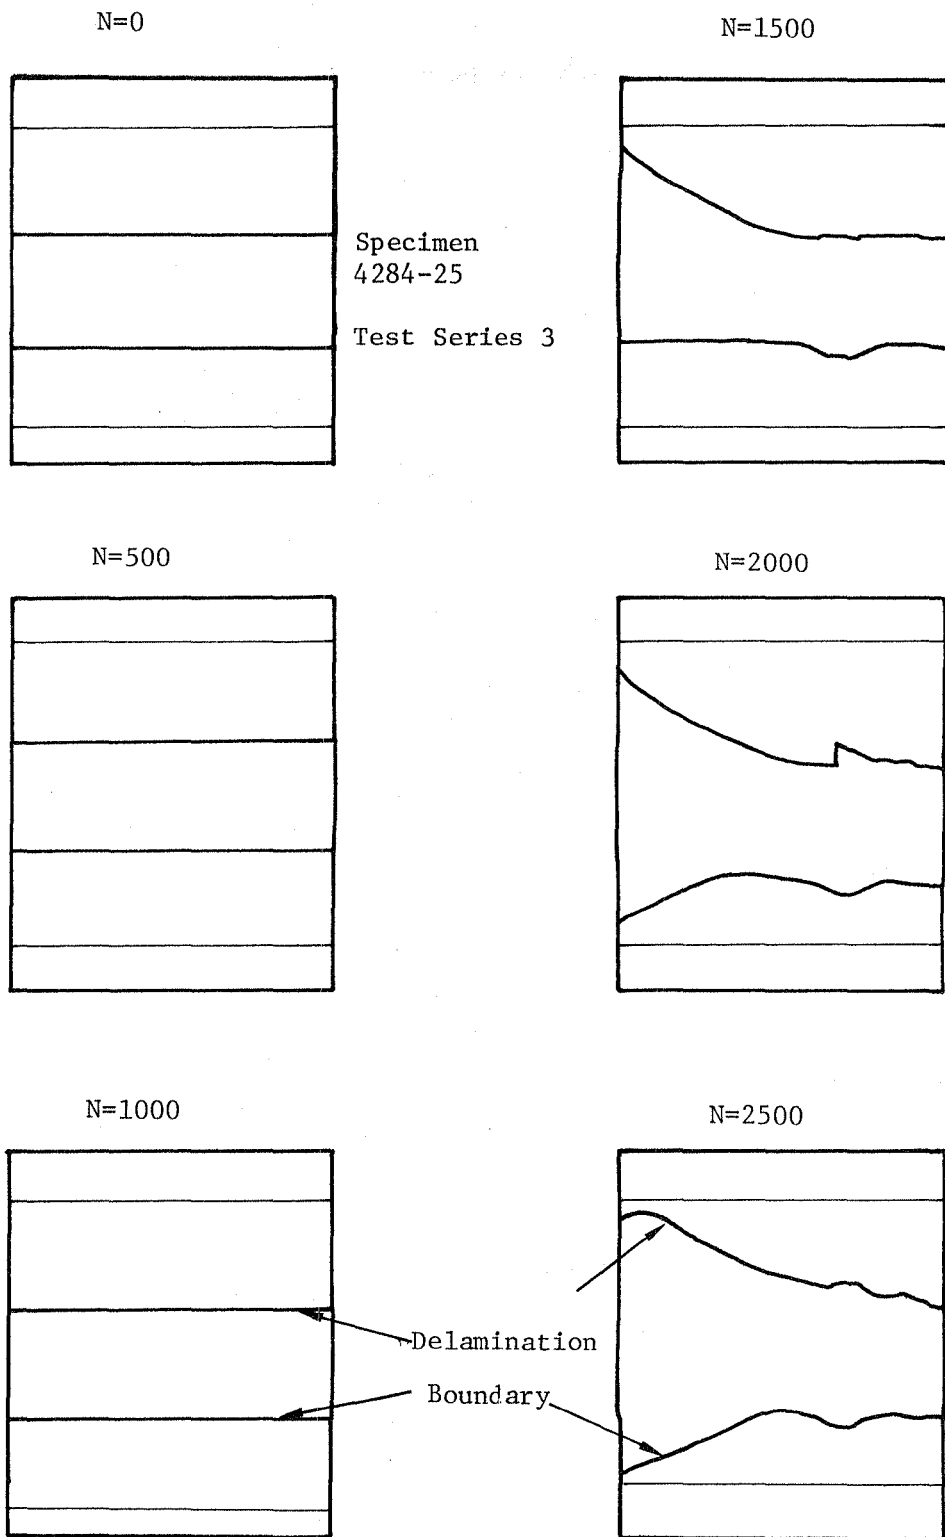 N=0
N=1500
Specimen
4284-25
Test Series 3
N=500
N=2000
N=1000
N=2500
Delamination
Boundary